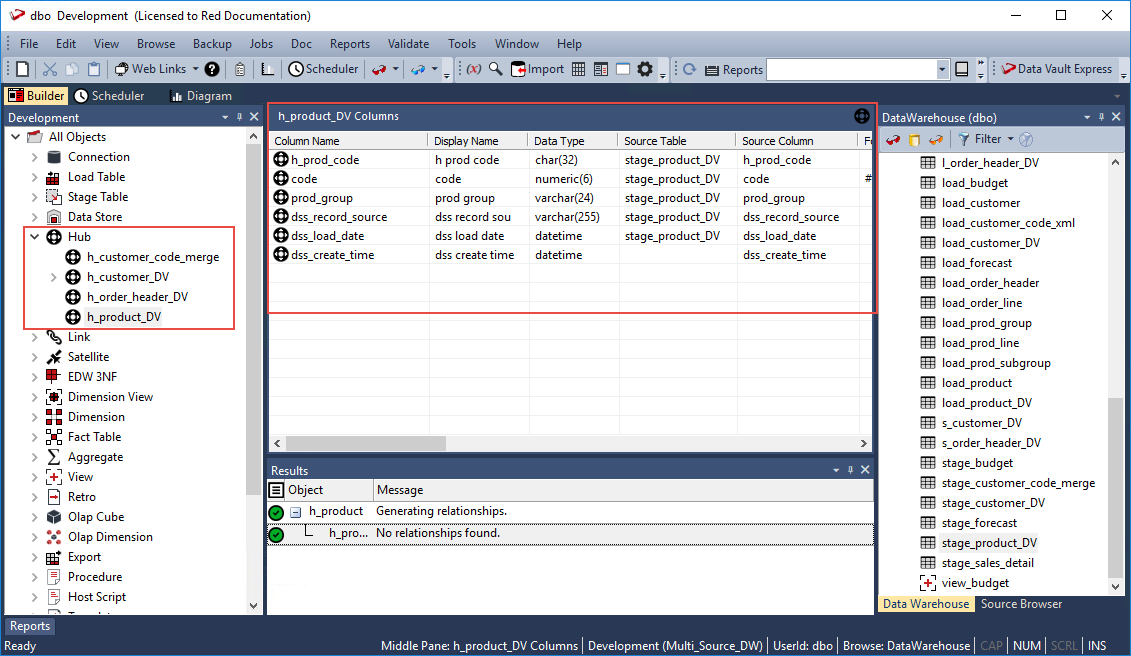 dbo Development (Licensed to Red Documentation)
File Edit View Browse Backup Jobs Doc Reports Validate Tools Window Help
Web Links Scheduler (x) Import Reports Data Vault Express
Builder Scheduler Diagram
Development
All Objects
Connection
Load Table
Stage Table
Data Store
Hub
h_customer_code_merge
h_customer_DV
h_order_header_DV
h_product_DV
Link
Satellite
EDW 3NF
Dimension View
Dimension
Fact Table
Aggregate
View
Retro
Olap Cube
Olap Dimension
Export
Procedure
Host Script
h_product_DV Columns
Column Name Display Name Data Type Source Table Source Column
h_prod_code h prod code char(32) stage_product_DV h_prod_code
code code numeric(6) stage_product_DV code #
prod_group prod group varchar(24) stage_product_DV prod_group
dss_record_source dss record sou varchar(255) stage_product_DV dss_record_source
dss_load_date dss load date datetime stage_product_DV dss_load_date
dss_create_time dss create time datetime dss_create_time
Results
Object Message
h_product Generating relationships.
h_pro... No relationships found.
DataWarehouse (dbo)
Filter
l_order_header_DV
load_budget
load_customer
load_customer_code_xml
load_customer_DV
load_forecast
load_order_header
load_order_line
load_prod_group
load_prod_line
load_prod_subgroup
load_product
load_product_DV
s_customer_DV
s_order_header_DV
stage_budget
stage_customer_code_merge
stage_customer_DV
stage_forecast
stage_product_DV
stage_sales_detail
view_budget
Data Warehouse Source Browser
Reports
Ready Middle Pane: h_product_DV Columns Development (Multi_Source_DW) UserId: dbo Browse: DataWarehouse CAP NUM SCRL INS